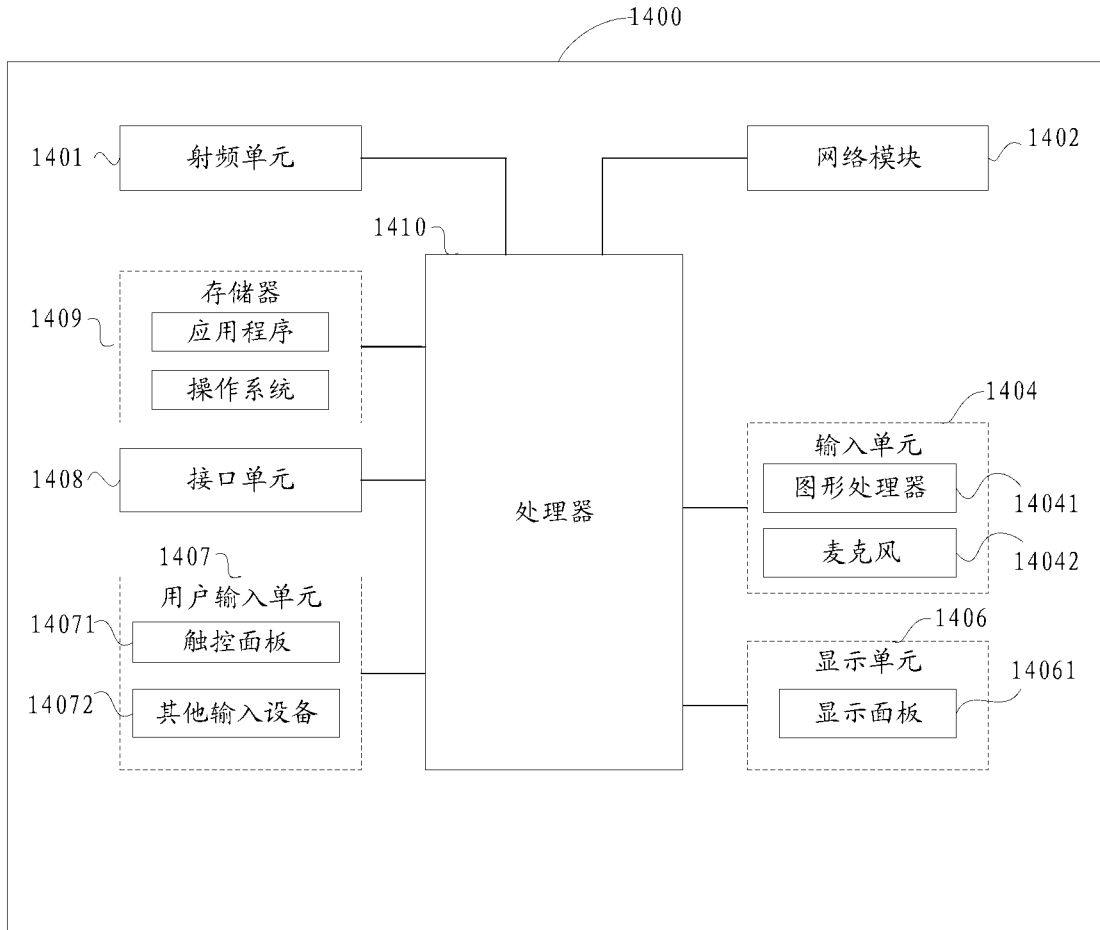 1400
1401
射频单元
网络模块
1402
1410
存储器
1409
应用程序
操作系统
1404
输入单元
1408
接口单元
图形处理器
14041
处理器
麦克风
14042
1407
用户输入单元
14071
触控面板
1406
显示单元
14061
14072
其他输入设备
显示面板